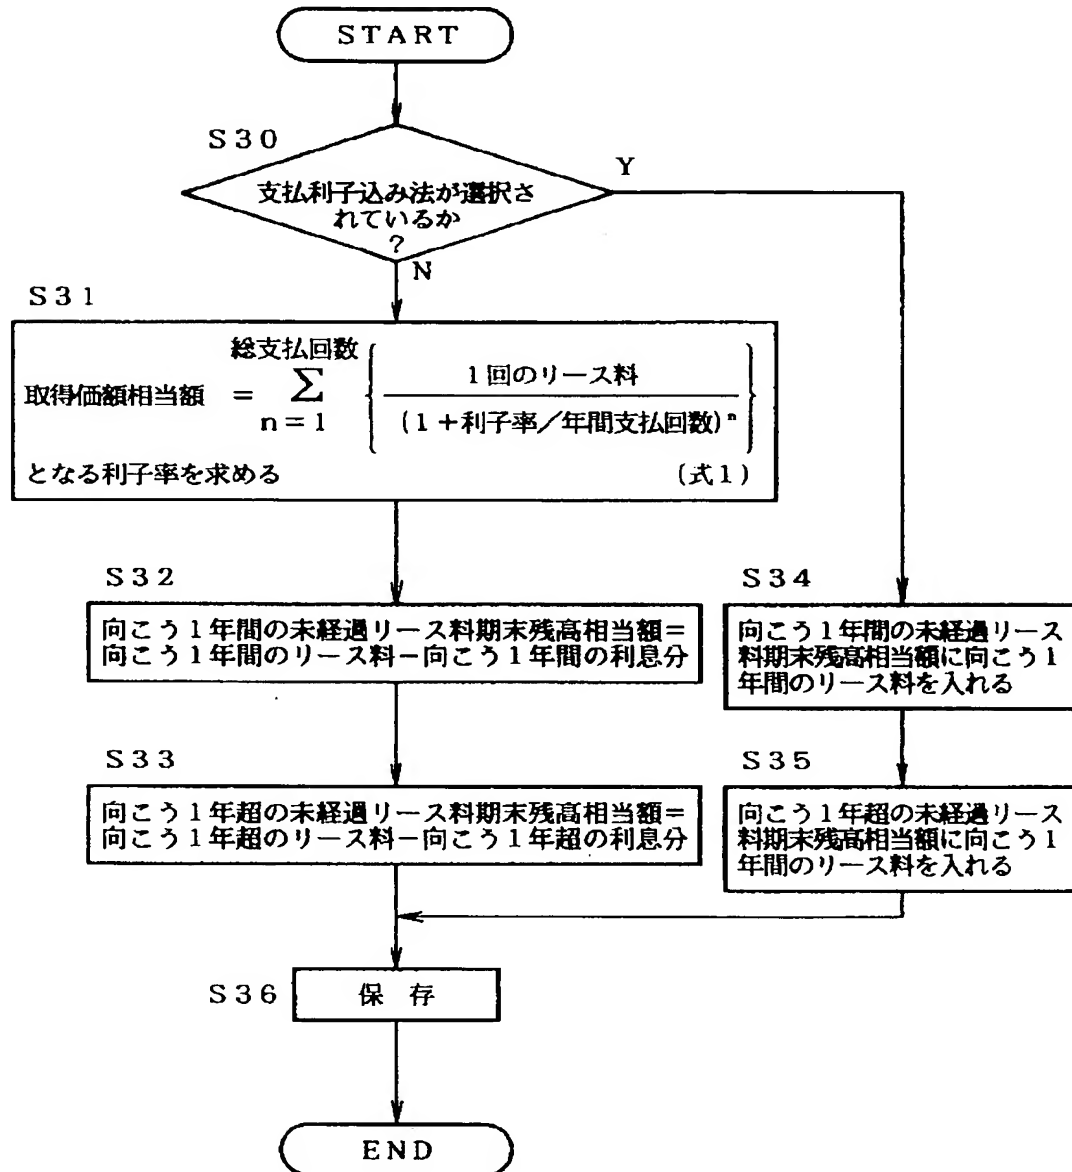 START
S30
支払利子込み法が選択さ
れているか
?
Y
N
S31
総支払回数
取得価額相当額 = Σ { 1回のリース料 / (1+利子率/年間支払回数)ⁿ }
n=1
となる利子率を求める (式1)
S32
向こう1年間の未経過リース料期末残高相当額=
向こう1年間のリース料-向こう1年間の利息分
S34
向こう1年間の未経過リース
料期末残高相当額に向こう1
年間のリース料を入れる
S33
向こう1年超の未経過リース料期末残高相当額=
向こう1年超のリース料-向こう1年超の利息分
S35
向こう1年超の未経過リース
料期末残高相当額に向こう1
年間のリース料を入れる
S36
保 存
END